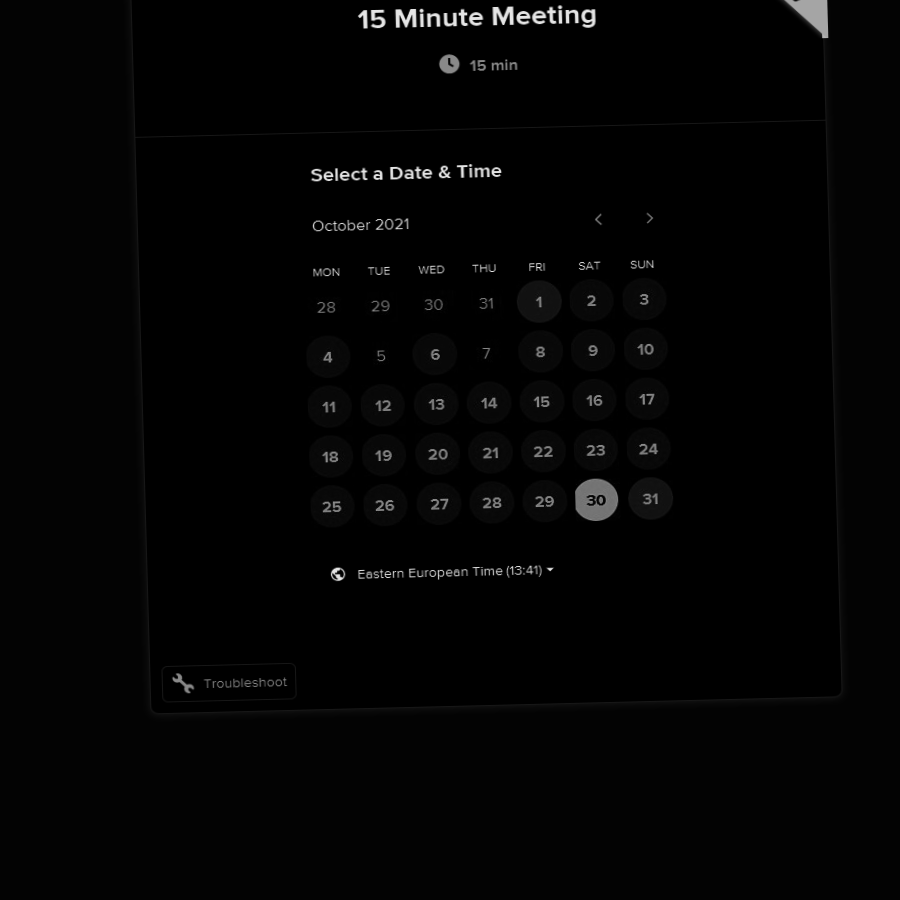 15 Minute Meeting
15 min
Select a Date & Time
October 2021
MON TUE WED THU FRI SAT SUN
28 29 30 31 1 2 3
4 5 6 7 8 9 10
11 12 13 14 15 16 17
18 19 20 21 22 23 24
25 26 27 28 29 30 31
Eastern European Time (13:41)
Troubleshoot